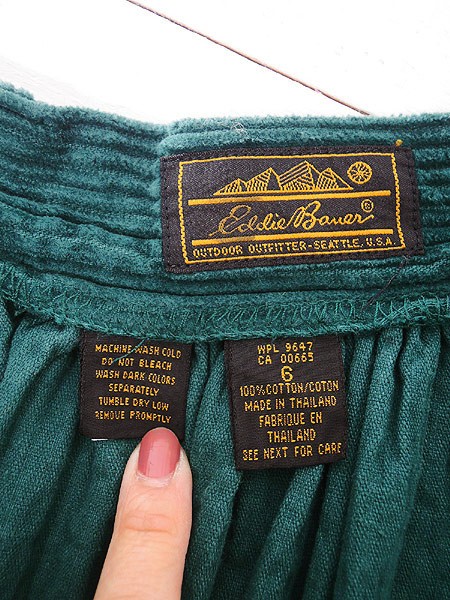 Eddie Bauer®
OUTDOOR OUTFITTER-SEATTLE, U.S.A.
MACHINE WASH COLD
DO NOT BLEACH
WASH DARK COLORS
SEPARATELY
TUMBLE DRY LOW
REMOVE PROMPTLY
WPL 9647
CA 00665
6
100%COTTON/COTON
MADE IN THAILAND
FABRIQUE EN
THAILAND
SEE NEXT FOR CARE